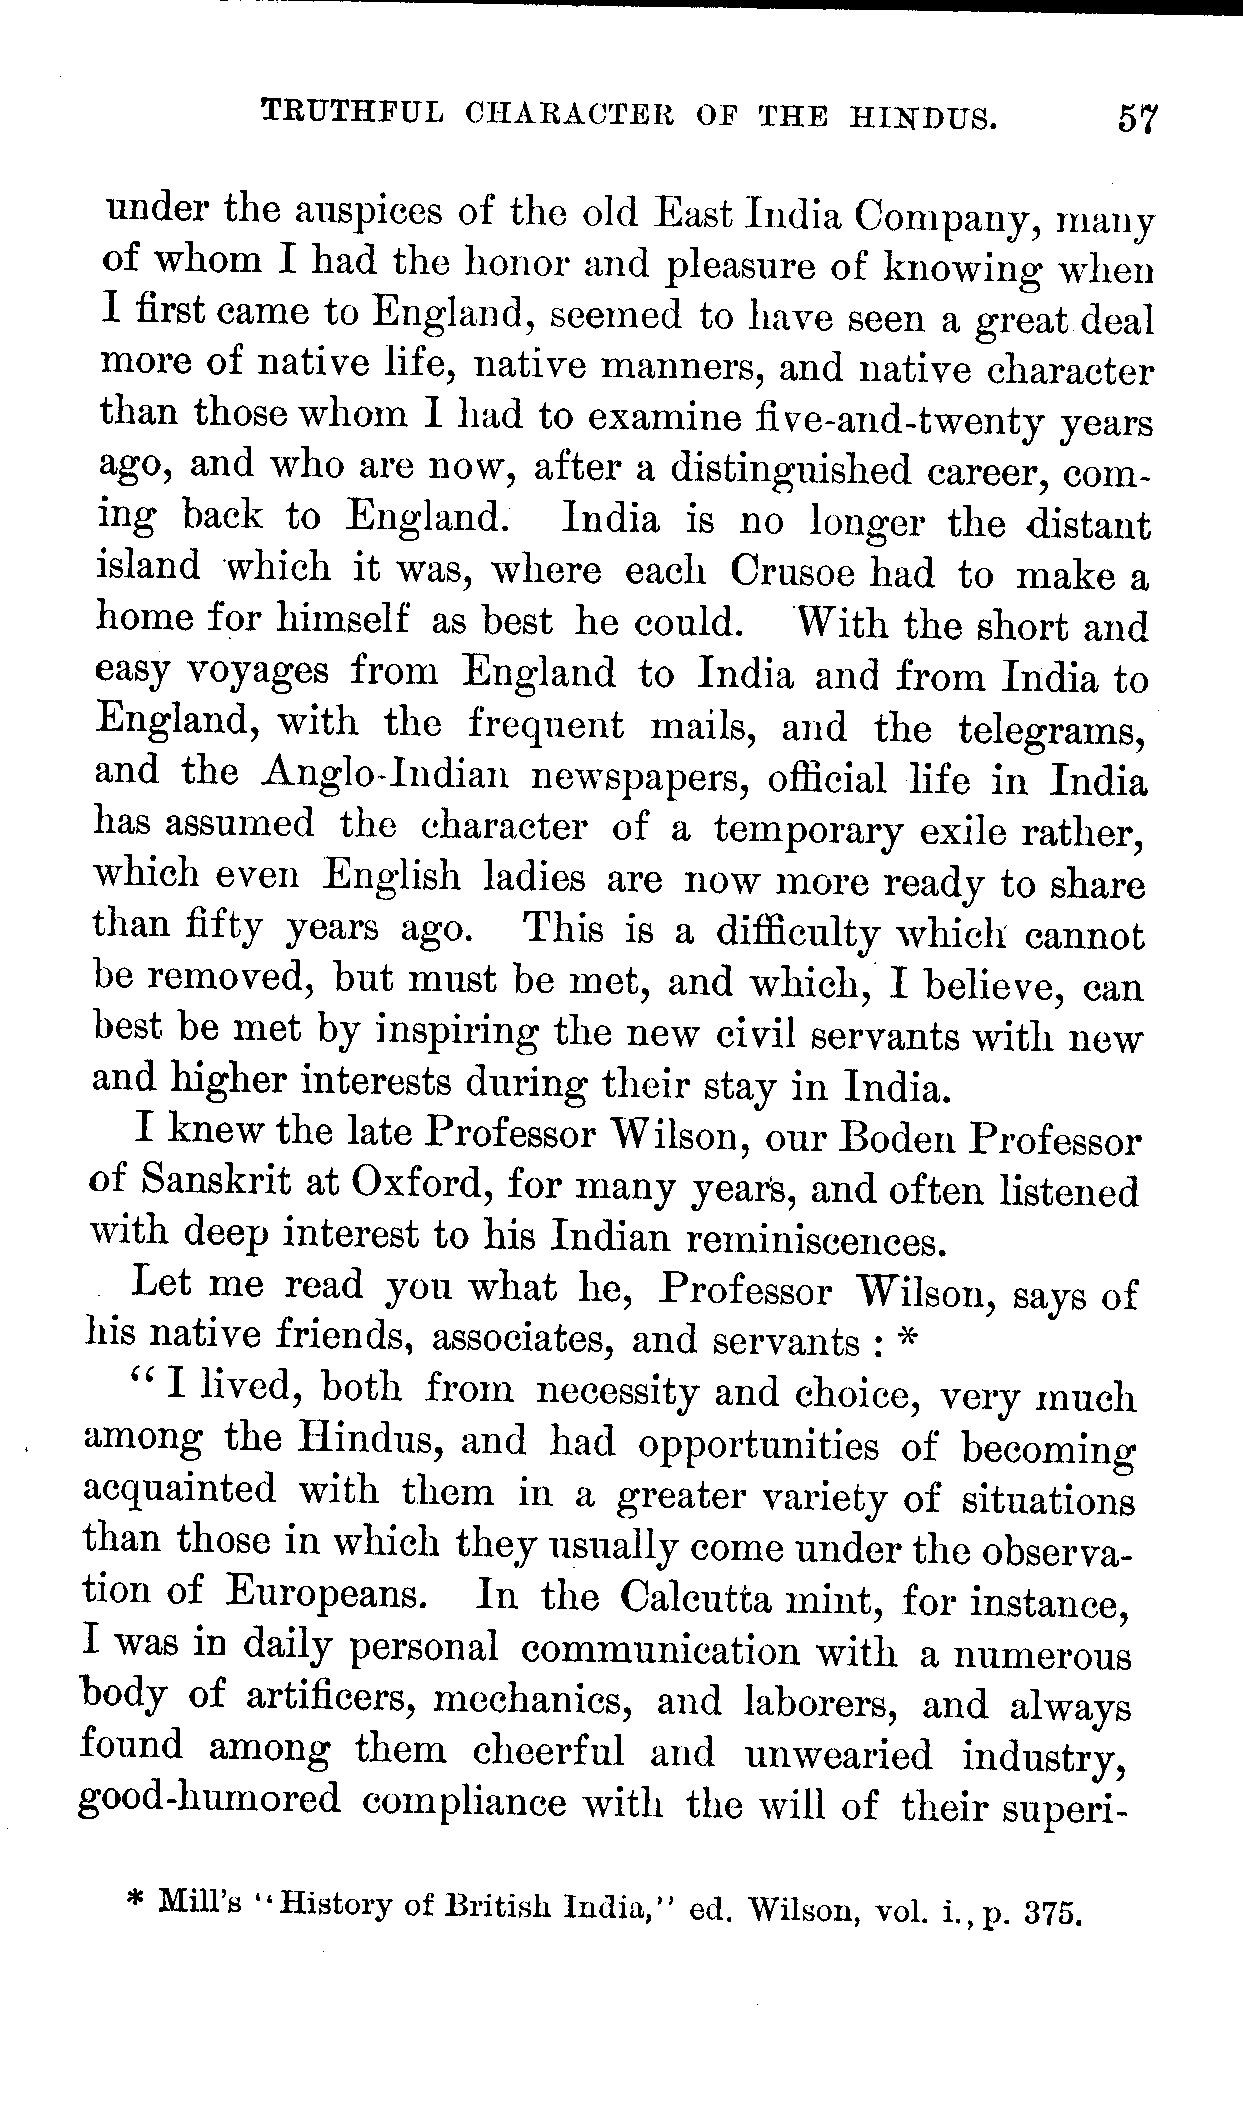 TRUTHFUL CHARACTER OF THE HINDUS. 57
under the auspices of the old East India Company, many
of whom I had the honor and pleasure of knowing when
I first came to England, seemed to have seen a great deal
more of native life, native manners, and native character
than those whom I had to examine five-and-twenty years
ago, and who are now, after a distinguished career, com-
ing back to England. India is no longer the distant
island which it was, where each Crusoe had to make a
home for himself as best he could. With the short and
easy voyages from England to India and from India to
England, with the frequent mails, and the telegrams,
and the Anglo-Indian newspapers, official life in India
has assumed the character of a temporary exile rather,
which even English ladies are now more ready to share
than fifty years ago. This is a difficulty which cannot
be removed, but must be met, and which, I believe, can
best be met by inspiring the new civil servants with new
and higher interests during their stay in India.
I knew the late Professor Wilson, our Boden Professor
of Sanskrit at Oxford, for many years, and often listened
with deep interest to his Indian reminiscences.
Let me read you what he, Professor Wilson, says of
his native friends, associates, and servants : *
“ I lived, both from necessity and choice, very much
among the Hindus, and had opportunities of becoming
acquainted with them in a greater variety of situations
than those in which they usually come under the observa-
tion of Europeans. In the Calcutta mint, for instance,
I was in daily personal communication with a numerous
body of artificers, mechanics, and laborers, and always
found among them cheerful and unwearied industry,
good-humored compliance with the will of their superi-
* Mill's “History of British India,” ed. Wilson, vol. i., p. 375.